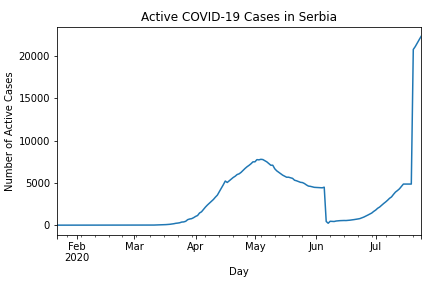 Active COVID-19 Cases in Serbia
Number of Active Cases
20000
15000
10000
5000
0
Feb
2020
Mar
Apr
May
Jun
Jul
Day